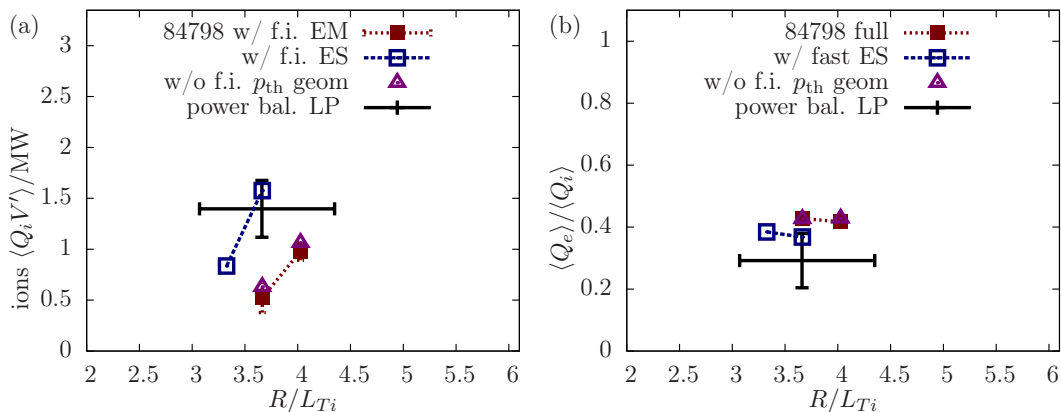 (a)
84798 w/ f.i. EM
w/ f.i. ES
w/o f.i. p_th geom
power bal. LP
ions ⟨Q_i V′⟩/MW
3
2.5
2
1.5
1
0.5
0
2 2.5 3 3.5 4 4.5 5 5.5 6
R/L_Ti
(b)
84798 full
w/ fast ES
w/o f.i. p_th geom
power bal. LP
⟨Q_e⟩/⟨Q_i⟩
1
0.8
0.6
0.4
0.2
0
2 2.5 3 3.5 4 4.5 5 5.5 6
R/L_Ti